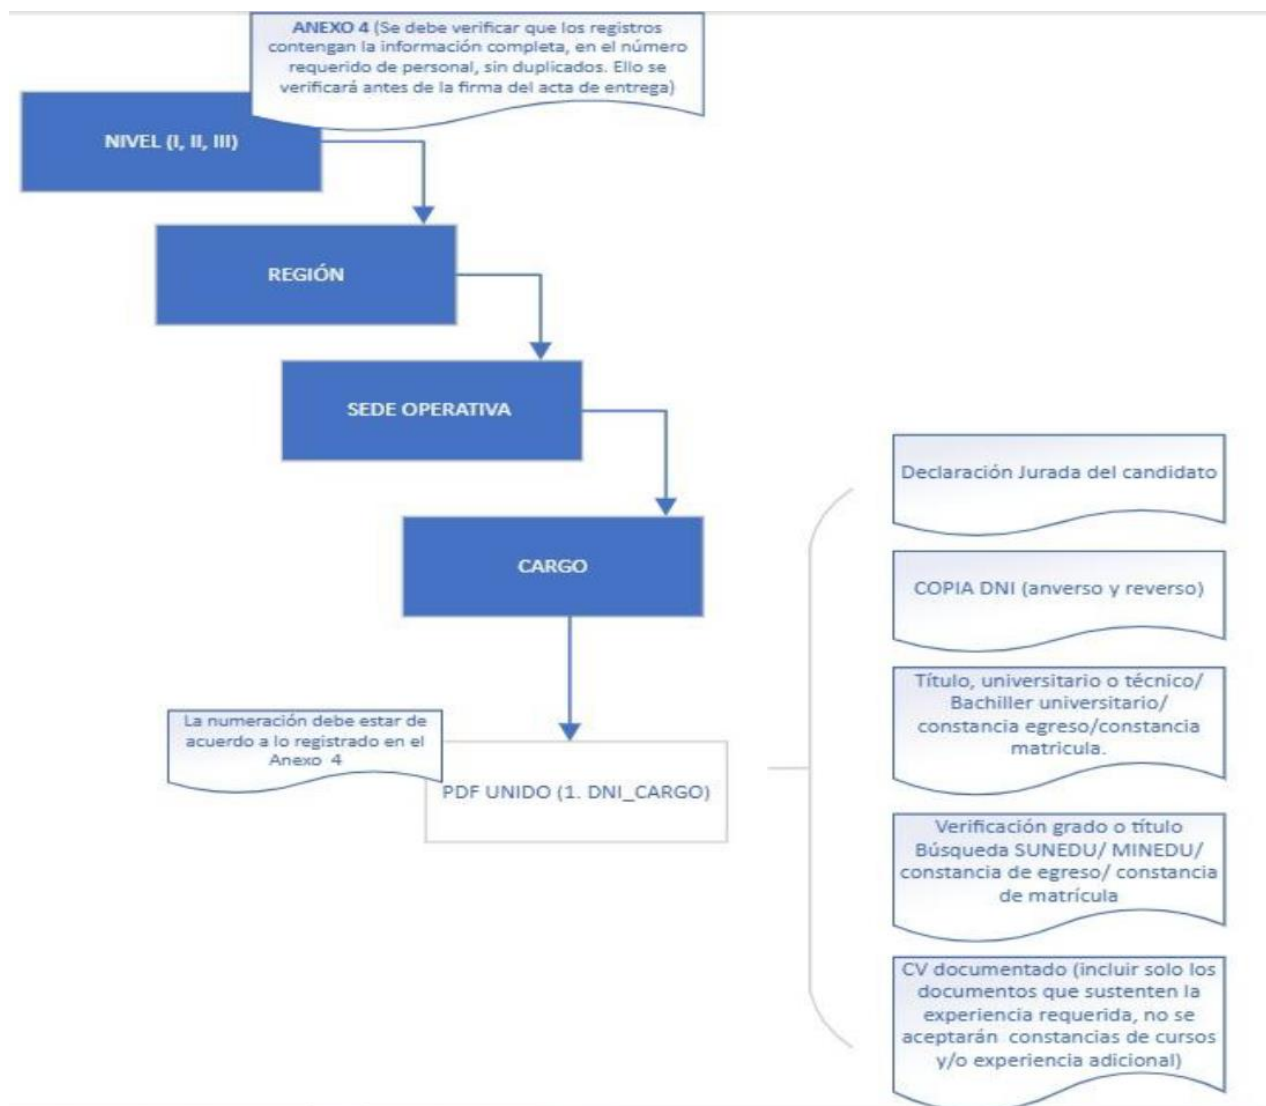 ANEXO 4 (Se debe verificar que los registros
contengan la información completa, en el número
requerido de personal, sin duplicados. Ello se
verificará antes de la firma del acta de entrega)
NIVEL (I, II, III)
REGIÓN
SEDE OPERATIVA
CARGO
La numeración debe estar de
acuerdo a lo registrado en el
Anexo 4
PDF UNIDO (1. DNI_CARGO)
Declaración Jurada del candidato
COPIA DNI (anverso y reverso)
Título, universitario o técnico/
Bachiller universitario/
constancia egreso/constancia
matricula.
Verificación grado o título
Búsqueda SUNEDU/ MINEDU/
constancia de egreso/ constancia
de matrícula
CV documentado (incluir solo los
documentos que sustenten la
experiencia requerida, no se
aceptarán constancias de cursos
y/o experiencia adicional)